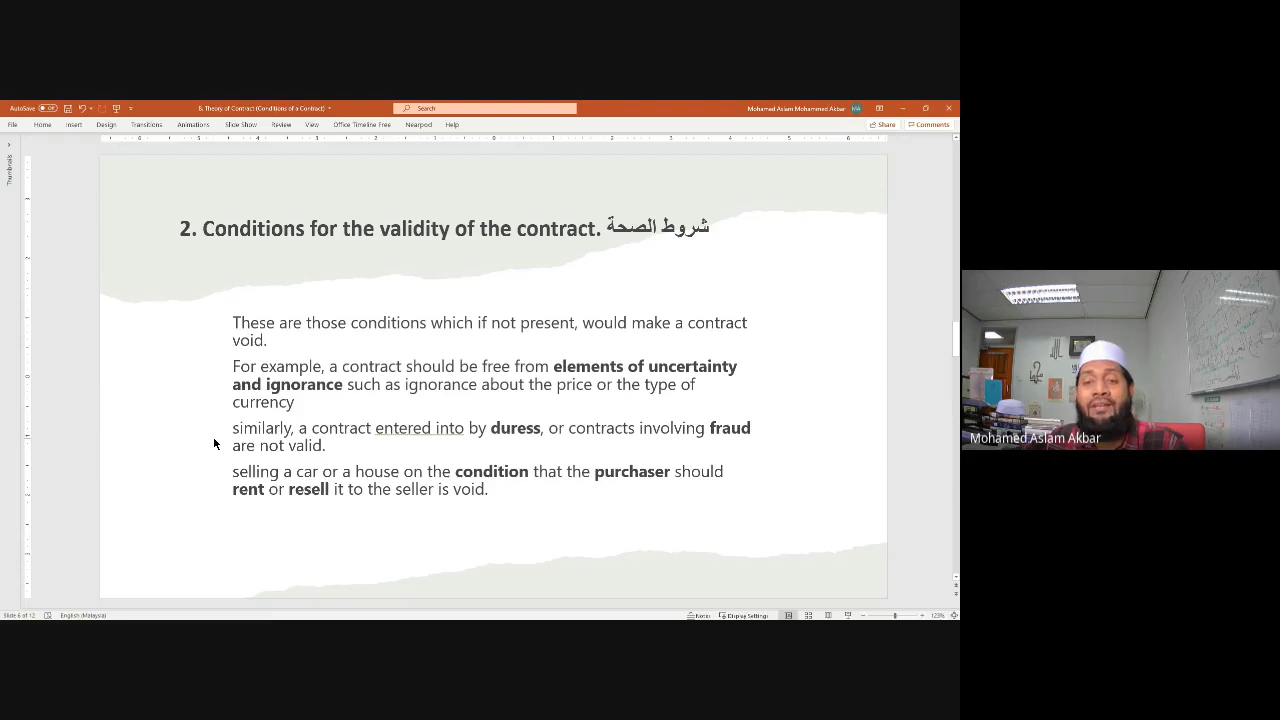 AutoSave Off
8. Theory of Contract (Conditions of a Contract)
Search
Mohamed Aslam Mohammed Akbar
MA
File Home Insert Design Transitions Animations Slide Show Review View Office Timeline Free Nearpod Help
Share
Comments
Thumbnails
2. Conditions for the validity of the contract. شروط الصحة
These are those conditions which if not present, would make a contract
void.
For example, a contract should be free from elements of uncertainty
and ignorance such as ignorance about the price or the type of
currency
similarly, a contract entered into by duress, or contracts involving fraud
are not valid.
selling a car or a house on the condition that the purchaser should
rent or resell it to the seller is void.
Mohamed Aslam Akbar
Slide 6 of 12
English (Malaysia)
Notes
Display Settings
123%